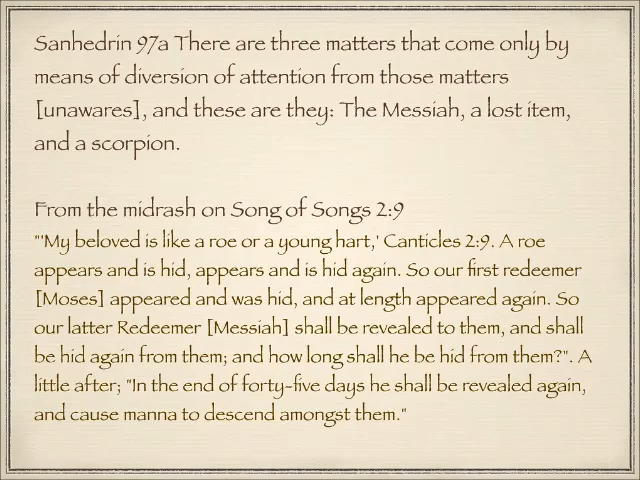 Sanhedrin 97a There are three matters that come only by
means of diversion of attention from those matters
[unawares], and these are they: The Messiah, a lost item,
and a scorpion.
From the midrash on Song of Songs 2:9
"'My beloved is like a roe or a young hart,' Canticles 2:9. A roe
appears and is hid, appears and is hid again. So our first redeemer
[Moses] appeared and was hid, and at length appeared again. So
our latter Redeemer [Messiah] shall be revealed to them, and shall
be hid again from them; and how long shall he be hid from them?". A
little after; "In the end of forty-five days he shall be revealed again,
and cause manna to descend amongst them."